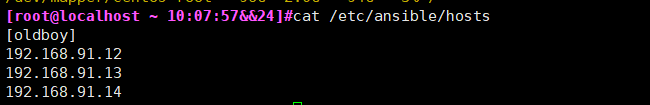 [root@localhost ~ 10:07:57&&24]#cat /etc/ansible/hosts
[oldboy]
192.168.91.12
192.168.91.13
192.168.91.14